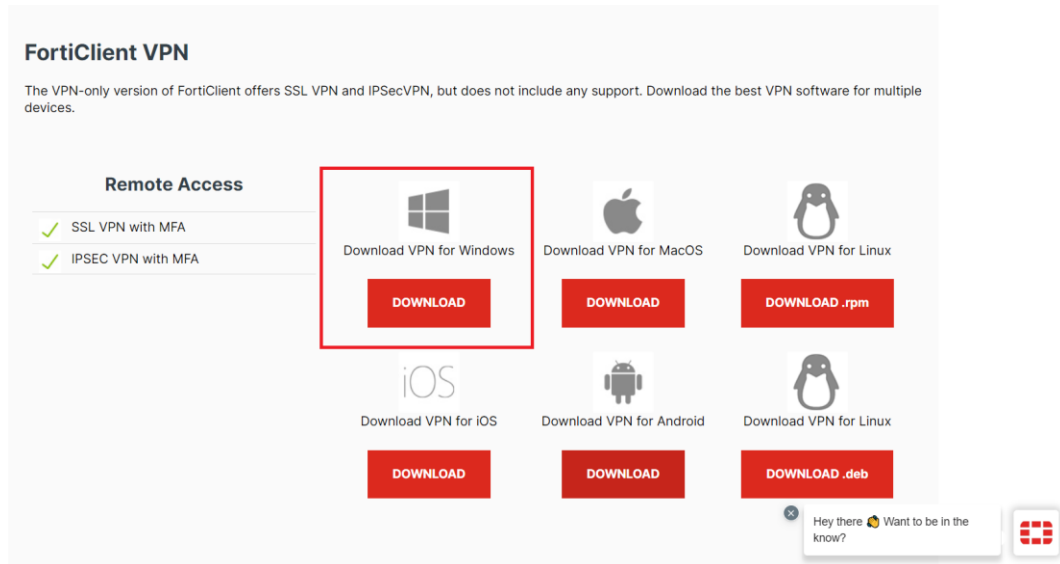 FortiClient VPN
The VPN-only version of FortiClient offers SSL VPN and IPSecVPN, but does not include any support. Download the best VPN software for multiple
devices.
Remote Access
SSL VPN with MFA
IPSEC VPN with MFA
Download VPN for Windows
DOWNLOAD
Download VPN for MacOS
DOWNLOAD
Download VPN for Linux
DOWNLOAD .rpm
iOS
Download VPN for iOS
DOWNLOAD
Download VPN for Android
DOWNLOAD
Download VPN for Linux
DOWNLOAD .deb
Hey there 👏 Want to be in the
know?